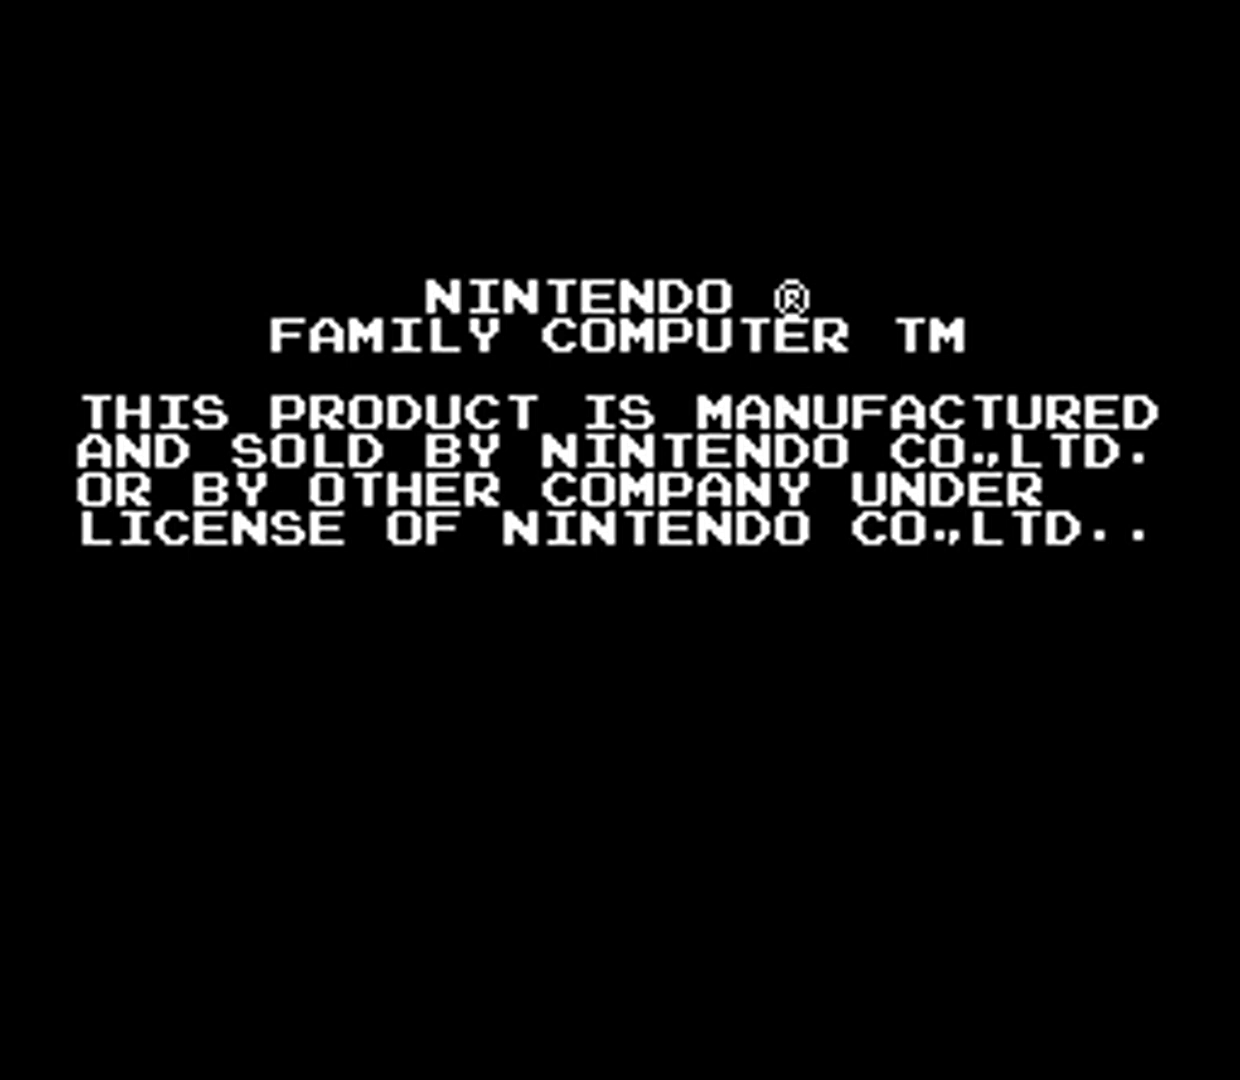 NINTENDO ®
FAMILY COMPUTER TM
THIS PRODUCT IS MANUFACTURED
AND SOLD BY NINTENDO CO.,LTD.
OR BY OTHER COMPANY UNDER
LICENSE OF NINTENDO CO.,LTD..